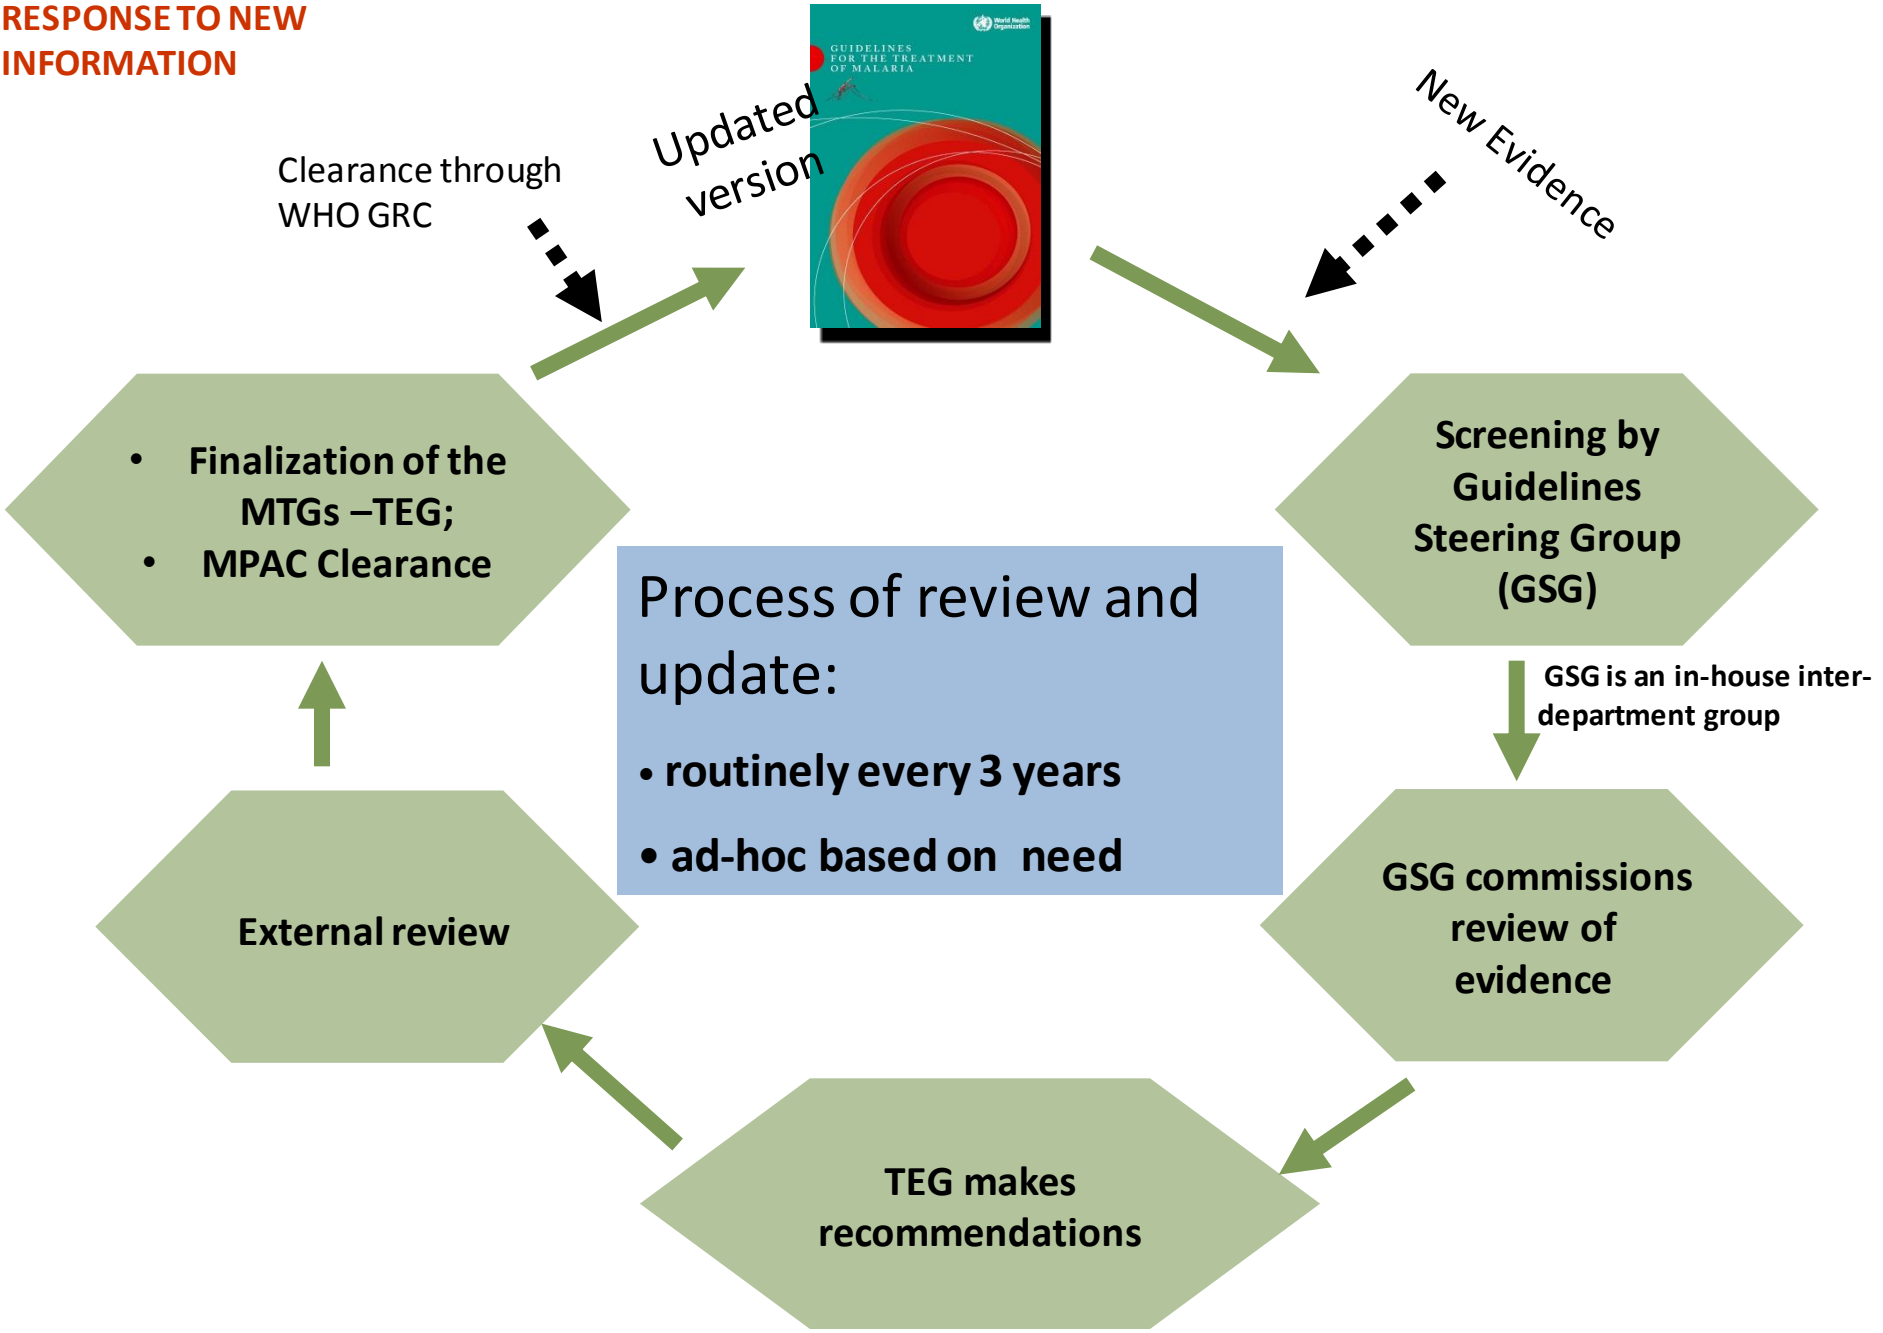 RESPONSE TO NEW
INFORMATION
World Health
Organization
GUIDELINES
FOR THE TREATMENT
OF MALARIA
Updated
version
New Evidence
Clearance through
WHO GRC
• Finalization of the
MTGs –TEG;
• MPAC Clearance
Screening by
Guidelines
Steering Group
(GSG)
Process of review and
update:
• routinely every 3 years
• ad-hoc based on need
GSG is an in-house inter-
department group
GSG commissions
review of
evidence
External review
TEG makes
recommendations